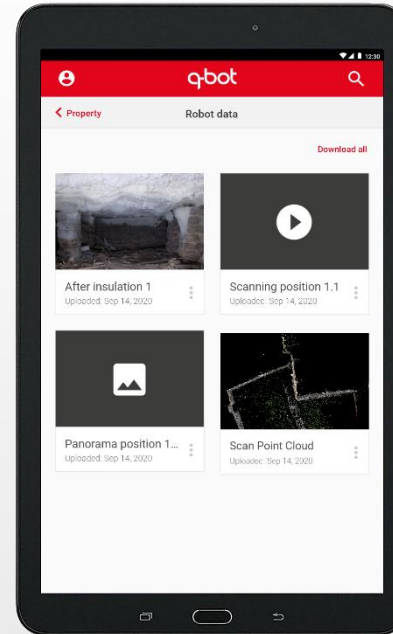 12:30
q-bot
Property
Robot data
Download all
After insulation 1
Uploaded: Sep 14, 2020
Scanning position 1.1
Uploaded: Sep 14, 2020
Panorama position 1...
Uploaded: Sep 14, 2020
Scan Point Cloud
Uploaded: Sep 14, 2020